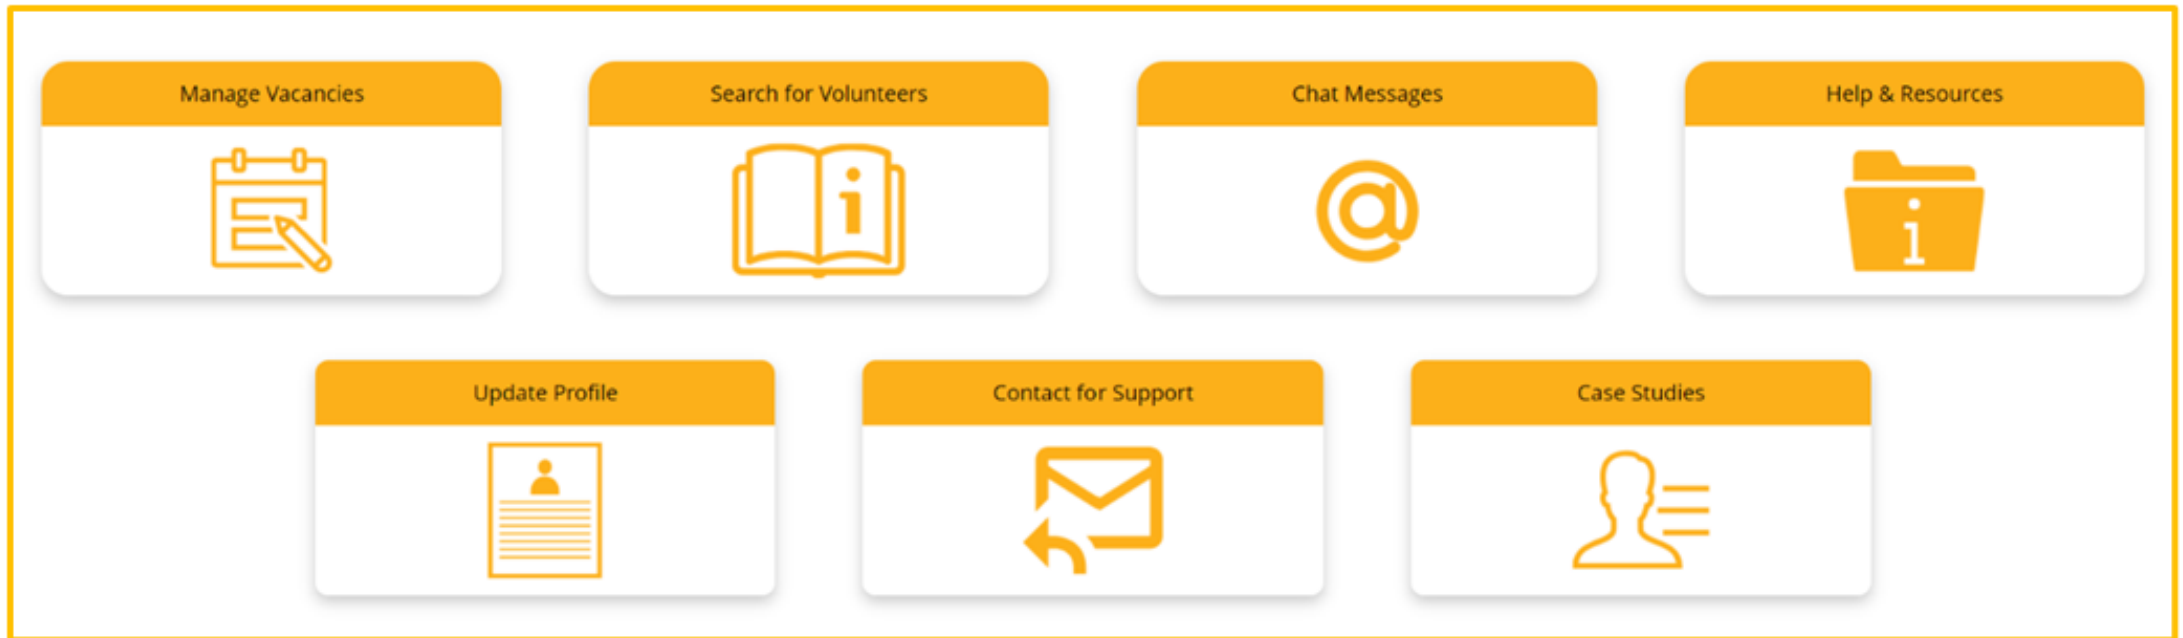 Manage Vacancies
Search for Volunteers
Chat Messages
Help & Resources
Update Profile
Contact for Support
Case Studies